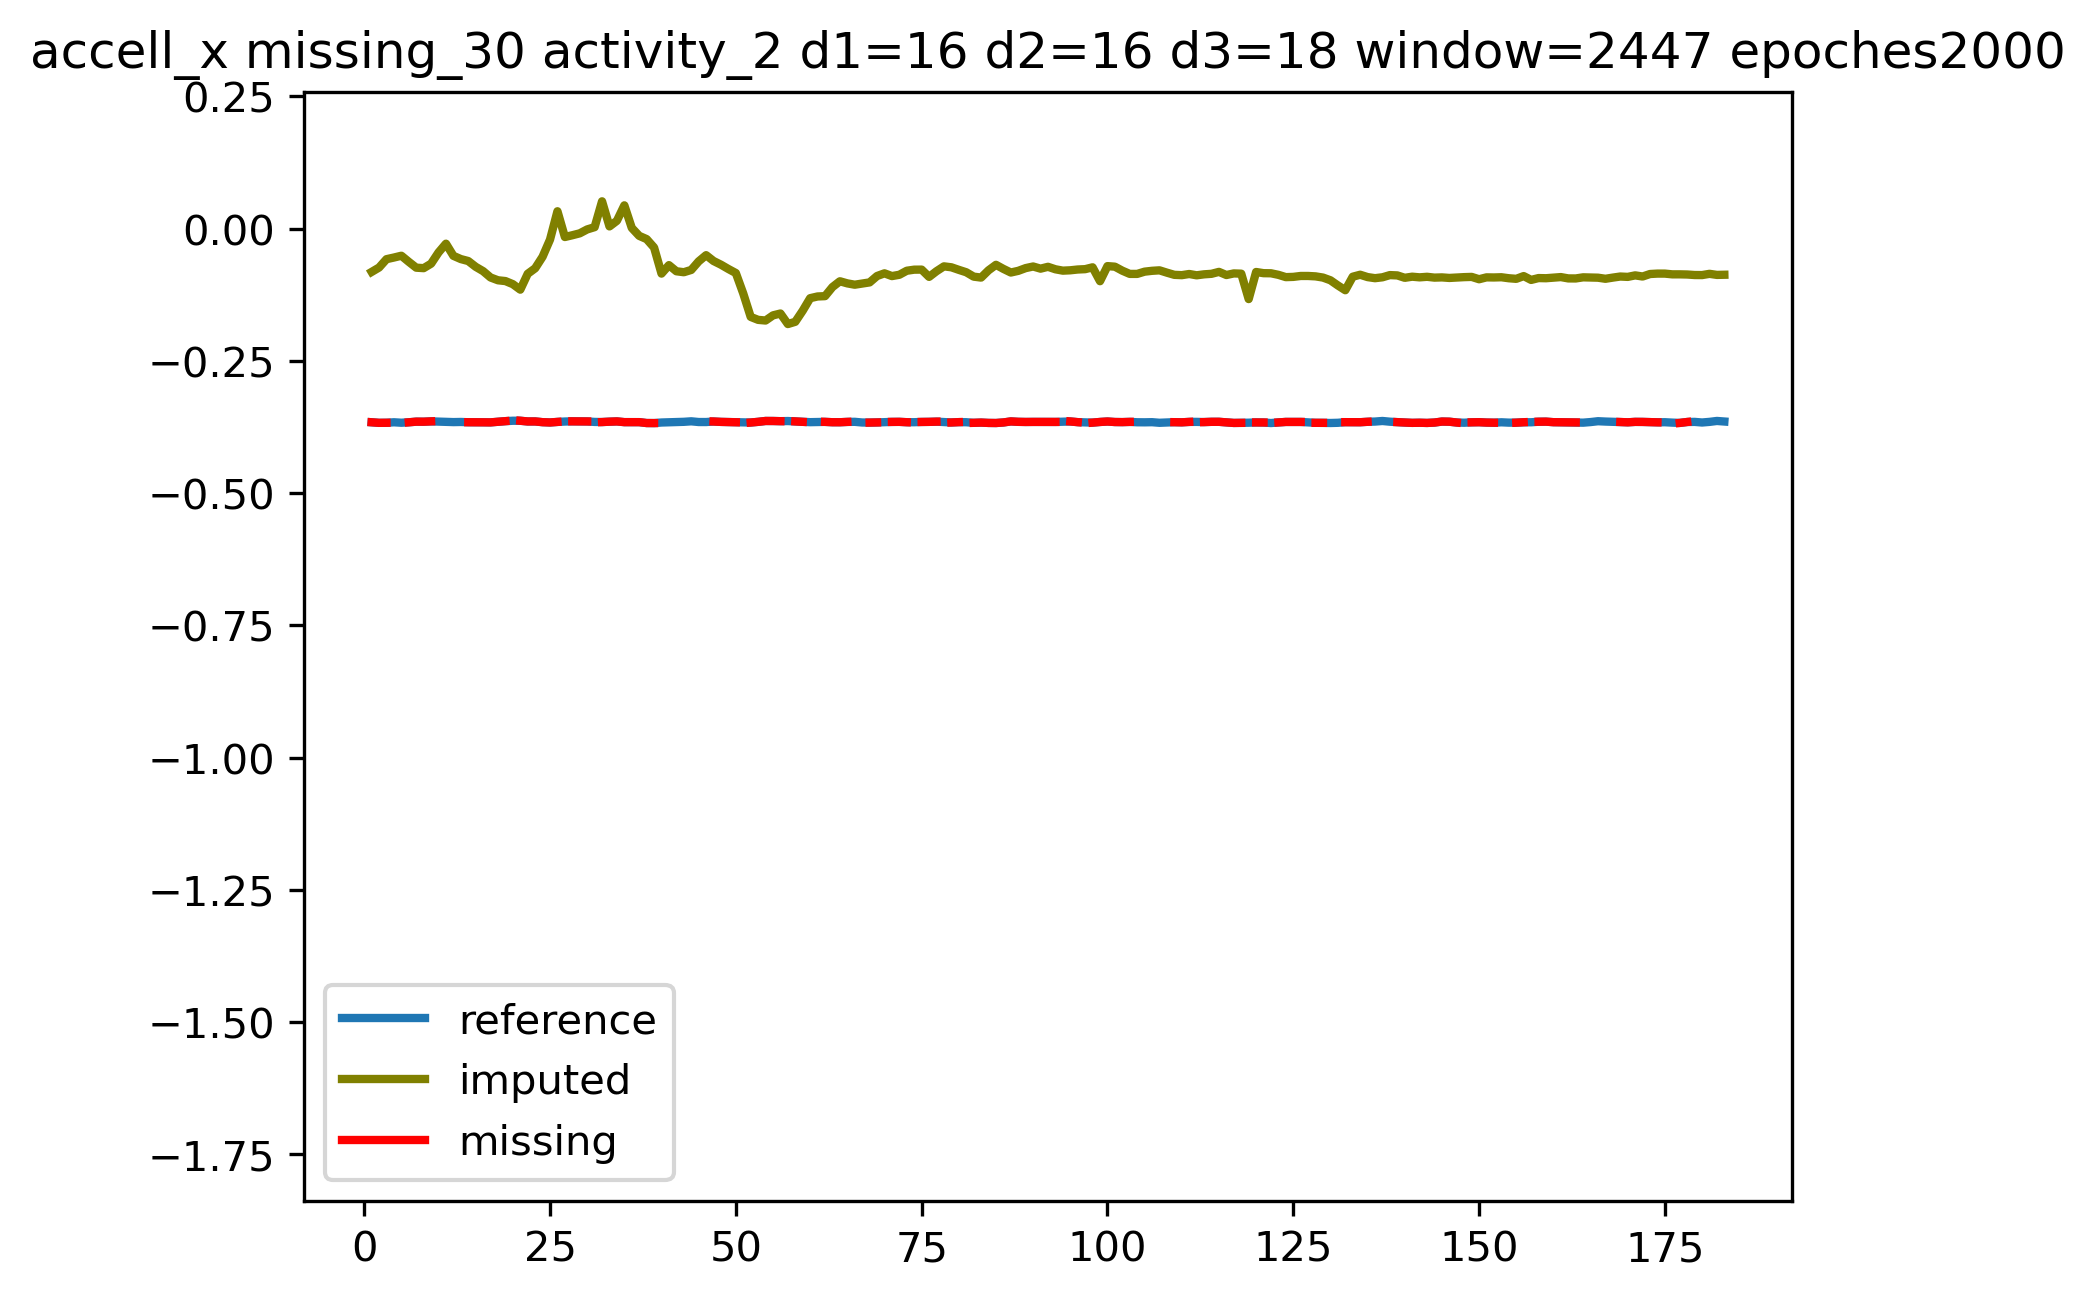 accell_x missing_30 activity_2 d1=16 d2=16 d3=18 window=2447 epoches2000
0.25
0.00
−0.25
−0.50
−0.75
−1.00
−1.25
−1.50
−1.75
reference
imputed
missing
0 25 50 75 100 125 150 175